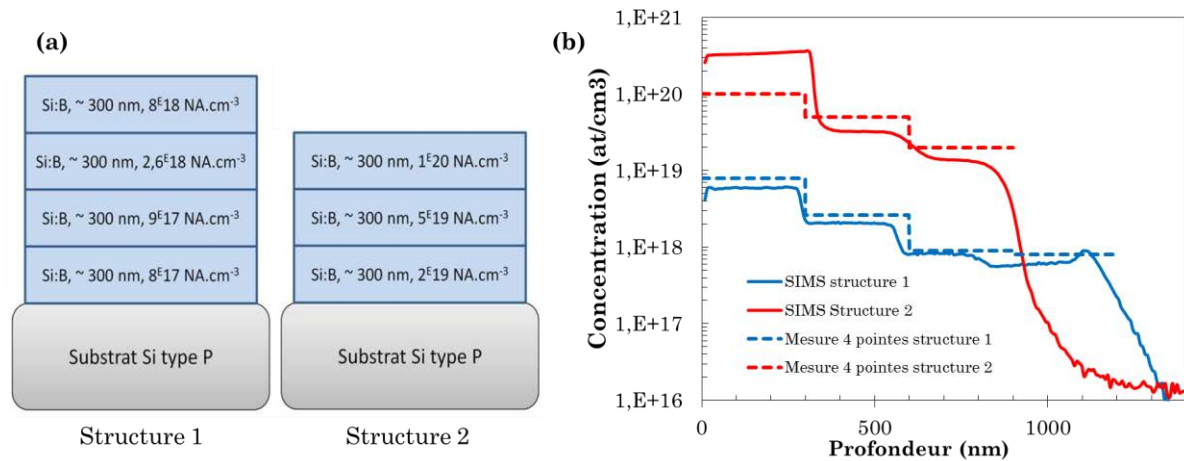 (a)
Si:B, ~ 300 nm, 8ᴱ18 NA.cm⁻³
Si:B, ~ 300 nm, 2,6ᴱ18 NA.cm⁻³
Si:B, ~ 300 nm, 9ᴱ17 NA.cm⁻³
Si:B, ~ 300 nm, 8ᴱ17 NA.cm⁻³
Substrat Si type P
Structure 1
Si:B, ~ 300 nm, 1ᴱ20 NA.cm⁻³
Si:B, ~ 300 nm, 5ᴱ19 NA.cm⁻³
Si:B, ~ 300 nm, 2ᴱ19 NA.cm⁻³
Substrat Si type P
Structure 2
(b)
Concentration (at/cm3)
1,E+21
1,E+20
1,E+19
1,E+18
1,E+17
1,E+16
SIMS structure 1
SIMS Structure 2
Mesure 4 pointes structure 1
Mesure 4 pointes structure 2
0
500
1000
Profondeur (nm)